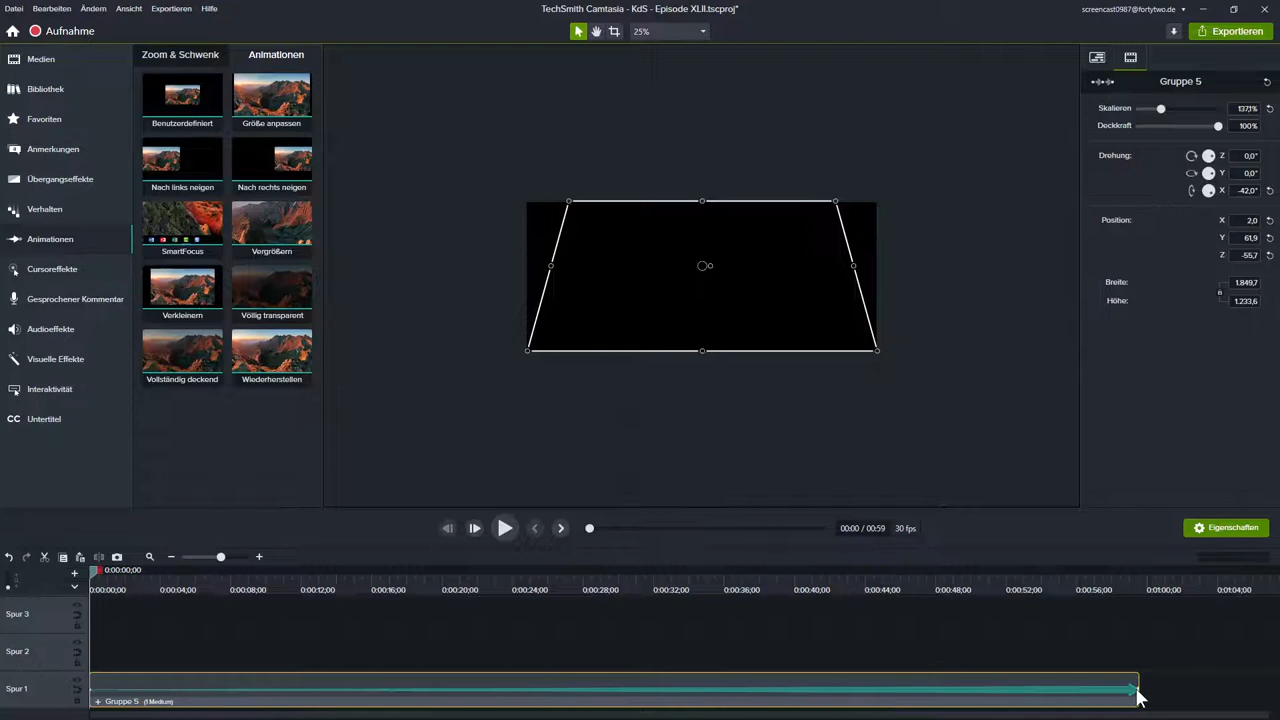 Datei Bearbeiten Ändern Ansicht Exportieren Hilfe
TechSmith Camtasia - KdS - Episode XLII.tscproj*
screencast0987@fortytwo.de
Aufnahme
25%
Exportieren
Medien
Bibliothek
Favoriten
Anmerkungen
Übergangseffekte
Verhalten
Animationen
Cursoreffekte
Gesprochener Kommentar
Audioeffekte
Visuelle Effekte
Interaktivität
CC Untertitel
Zoom & Schwenk Animationen
Benutzerdefiniert Größe anpassen
Nach links neigen Nach rechts neigen
SmartFocus Vergrößern
Verkleinern Völlig transparent
Vollständig deckend Wiederherstellen
Gruppe 5
Skalieren 137,1%
Deckkraft 100%
Drehung: Z 0,0°
Y 0,0°
X -42,0°
Position: X 2,0
Y 61,9
Z -55,7
Breite: 1.849,7
Höhe: 1.233,6
00:00 / 00:59 30 fps
Eigenschaften
0:00:00;00
0:00:00;00 0:00:04;00 0:00:08;00 0:00:12;00 0:00:16;00 0:00:20;00 0:00:24;00 0:00:28;00 0:00:32;00 0:00:36;00 0:00:40;00 0:00:44;00 0:00:48;00 0:00:52;00 0:00:56;00 0:01:00;00 0:01:04;00
Spur 3
Spur 2
Spur 1
+ Gruppe 5 (1 Medium)